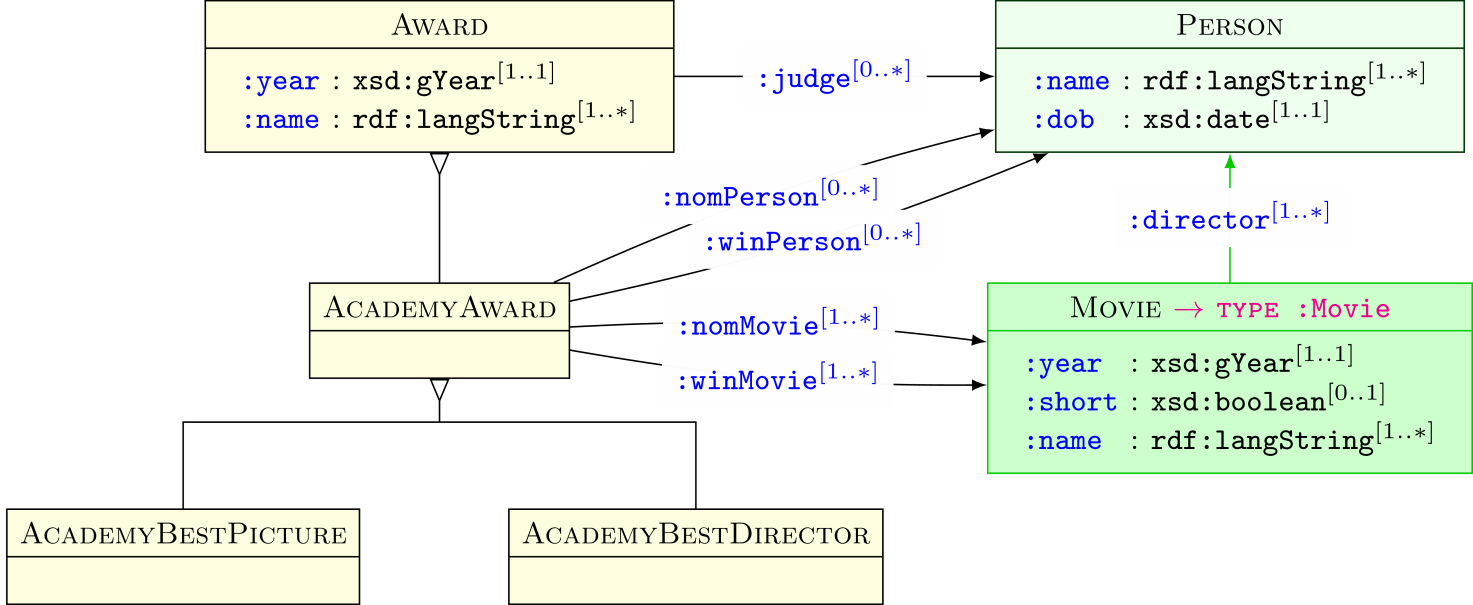 AWARD
:year : xsd:gYear[1..1]
:name : rdf:langString[1..*]
:judge[0..*]
PERSON
:name : rdf:langString[1..*]
:dob : xsd:date[1..1]
:nomPerson[0..*]
:winPerson[0..*]
:director[1..*]
ACADEMYAWARD
:nomMovie[1..*]
:winMovie[1..*]
MOVIE → TYPE :Movie
:year : xsd:gYear[1..1]
:short : xsd:boolean[0..1]
:name : rdf:langString[1..*]
ACADEMYBESTPICTURE
ACADEMYBESTDIRECTOR